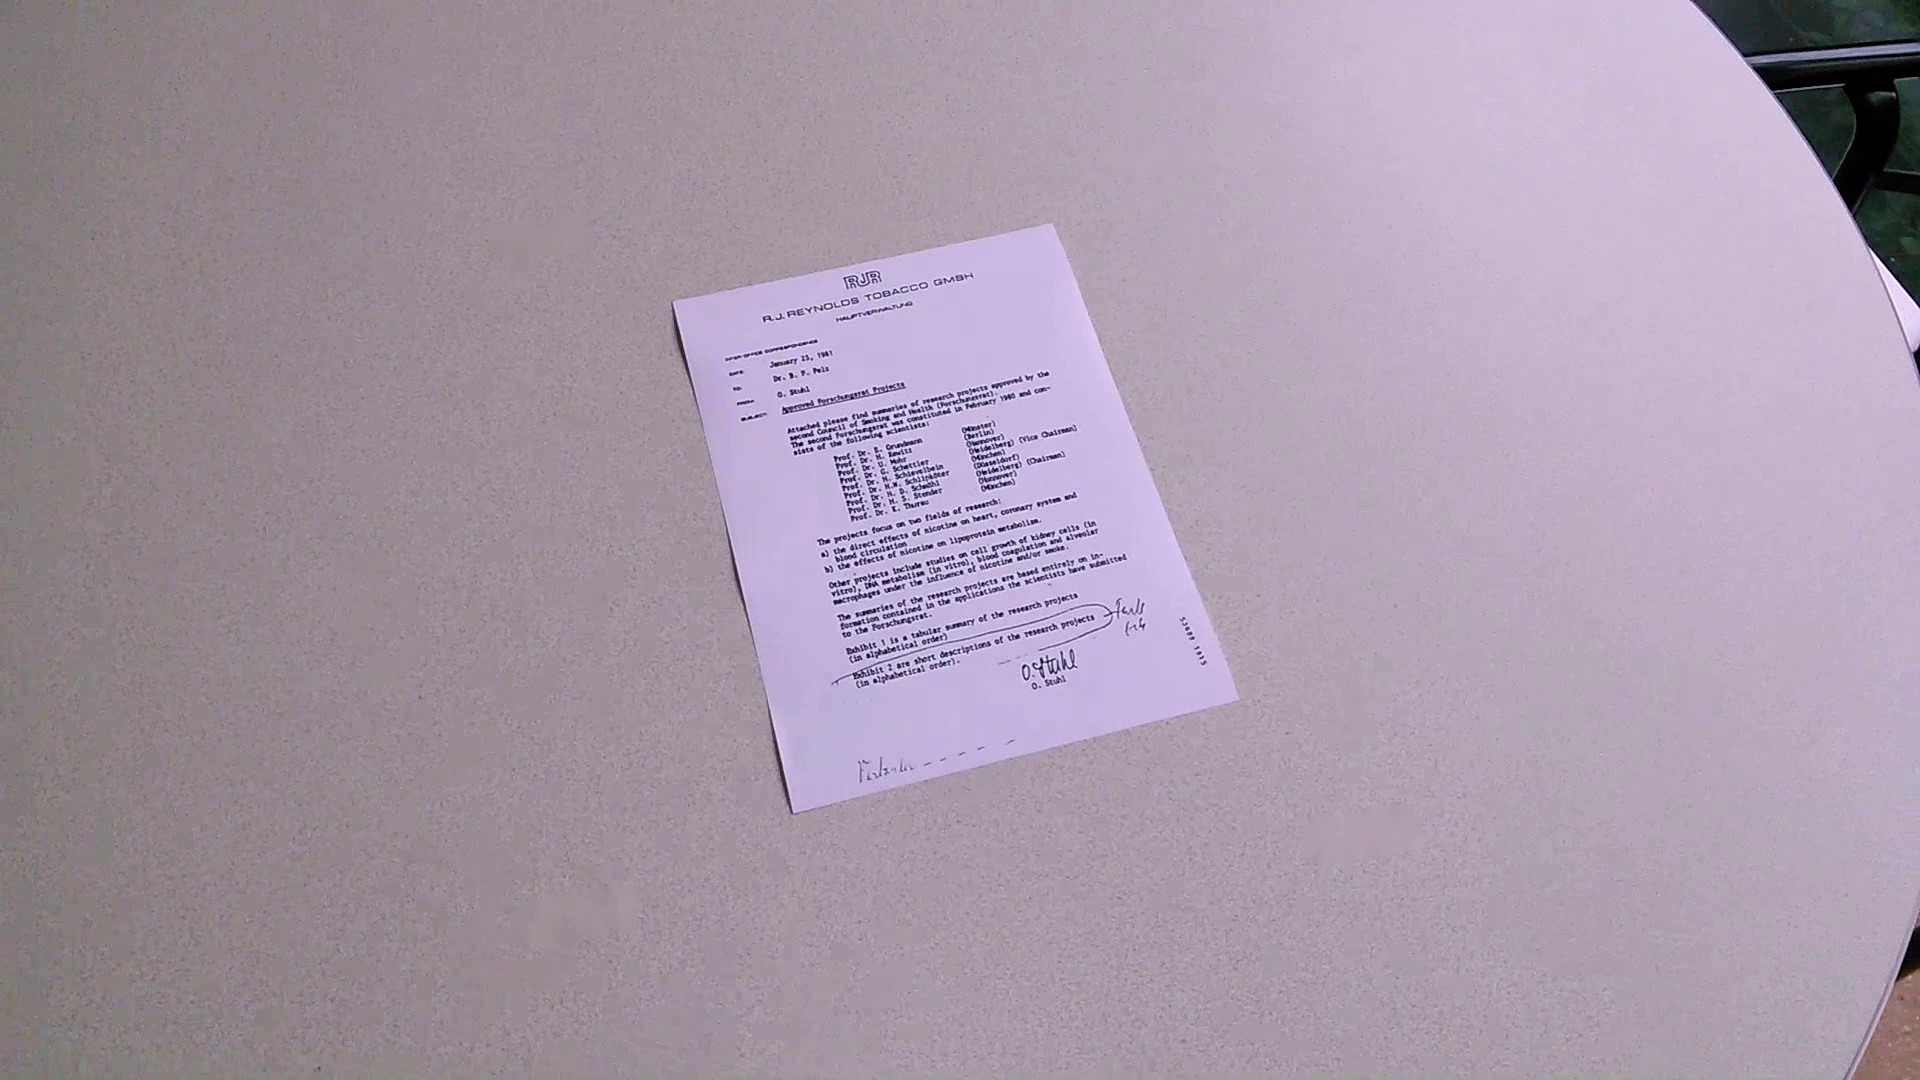 RJR
R.J. REYNOLDS TOBACCO GMBH
HAUPTVERWALTUNG
INTER-OFFICE CORRESPONDENCE
DATE: January 23, 1981
TO: Dr. B. P. Pelz
FROM: O. Stuhl
SUBJECT: Approved Forschungsrat Projects
Attached please find summaries of research projects approved by the
second Council of Smoking and Health (Forschungsrat).
The second Forschungsrat was constituted in February 1980 and con-
sists of the following scientists:
Prof. Dr. E. Grundmann (Münster)
Prof. Dr. H. Kewitz (Berlin)
Prof. Dr. U. Mohr (Hannover)
Prof. Dr. G. Schettler (Heidelberg) (Vice Chairman)
Prof. Dr. H. Schievelbein (München)
Prof. Dr. H.W. Schlipköter (Düsseldorf)
Prof. Dr. H. D. Schmähl (Heidelberg) (Chairman)
Prof. Dr. H. S. Stender (Hannover)
Prof. Dr. K. Thurau (München)
The projects focus on two fields of research:
a) the direct effects of nicotine on heart, coronary system and
blood circulation
b) the effects of nicotine on lipoprotein metabolism.
Other projects include studies on cell growth of kidney cells (in
vitro), DNA metabolism (in vitro), blood coagulation and alveolar
macrophages under the influence of nicotine and/or smoke.
The summaries of the research projects are based entirely on in-
formation contained in the applications the scientists have submitted
to the Forschungsrat.
Exhibit 1 is a tabular summary of the research projects
(in alphabetical order)
Exhibit 2 are short descriptions of the research projects
(in alphabetical order).
O. Stuhl
O. Stuhl